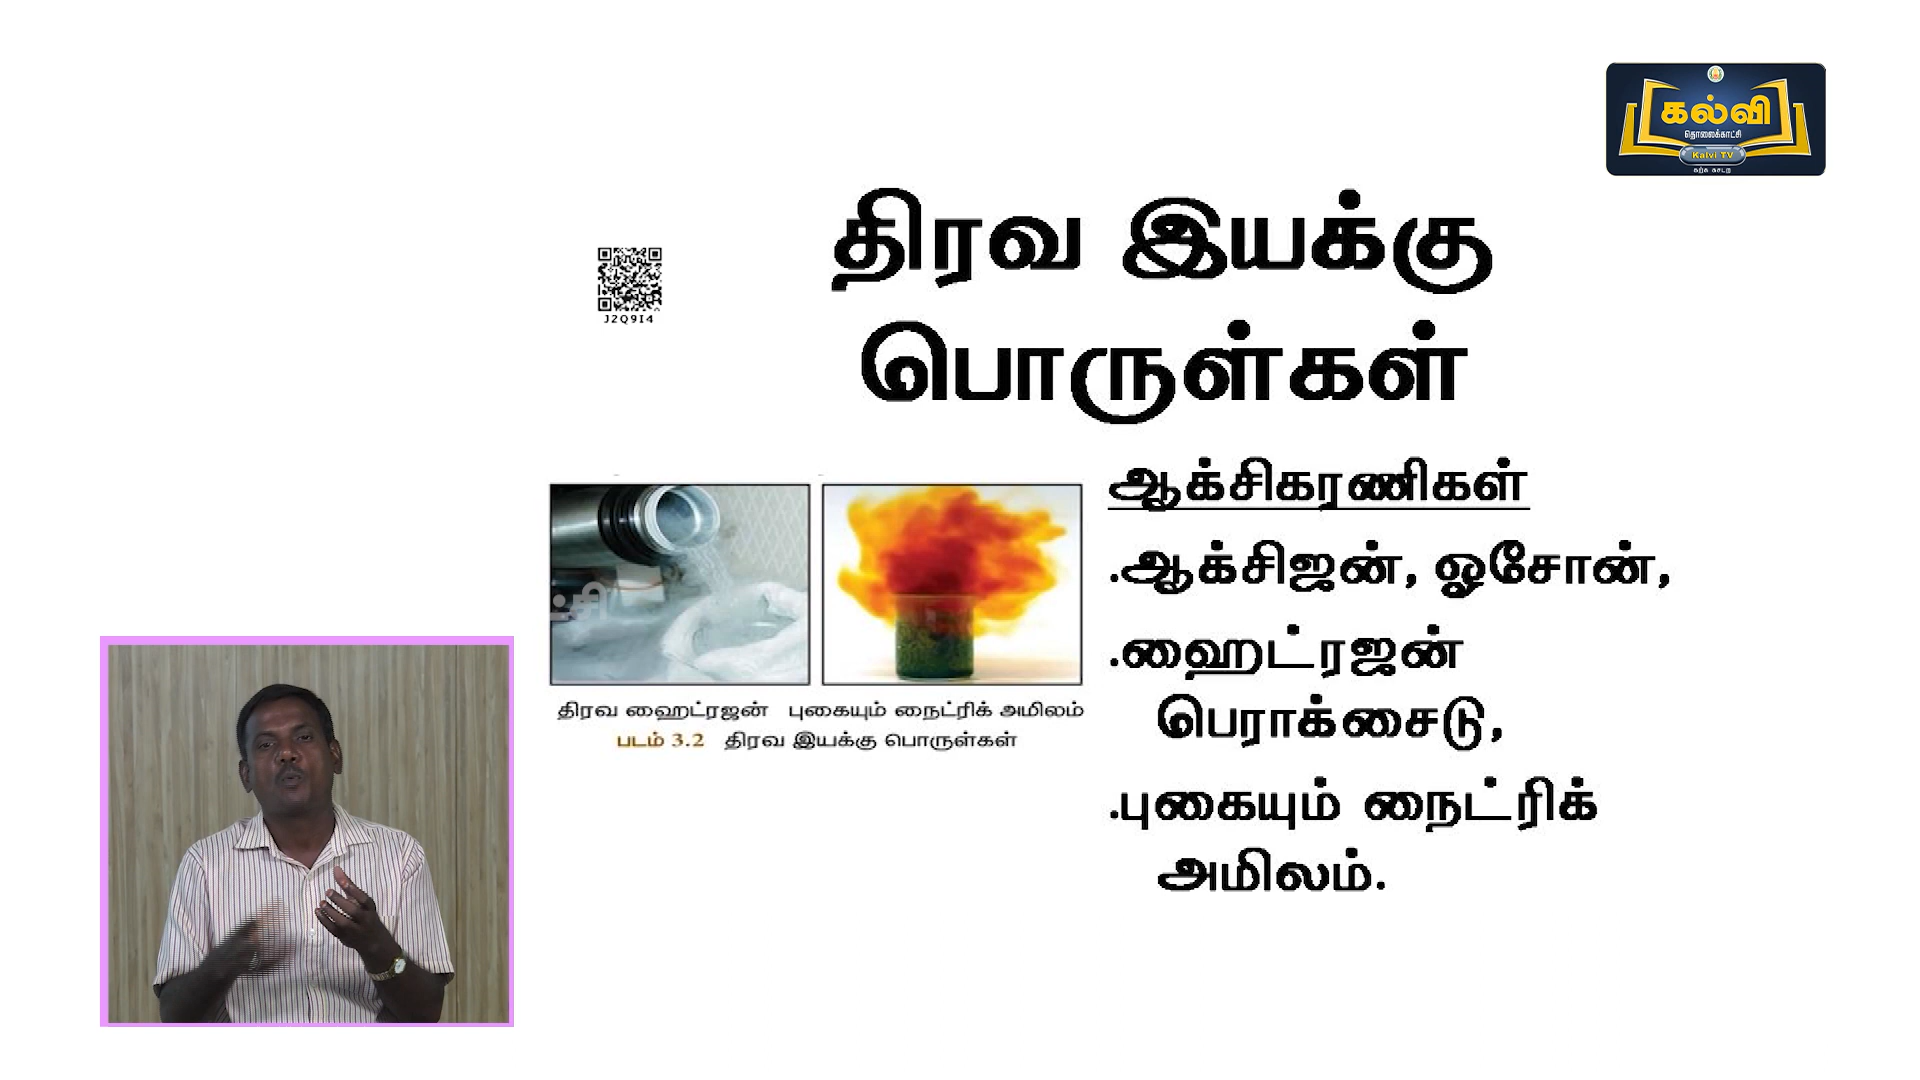 கல்வி
தொலைக்காட்சி
Kalvi TV
திரவ இயக்கு
பொருள்கள்
J2Q9I4
ஆக்சிகரணிகள்
.ஆக்சிஜன், ஓசோன்,
.ஹைட்ரஜன்
பெராக்சைடு,
.புகையும் நைட்ரிக்
அமிலம்.
திரவ ஹைட்ரஜன் புகையும் நைட்ரிக் அமிலம்
படம் 3.2 திரவ இயக்கு பொருள்கள்